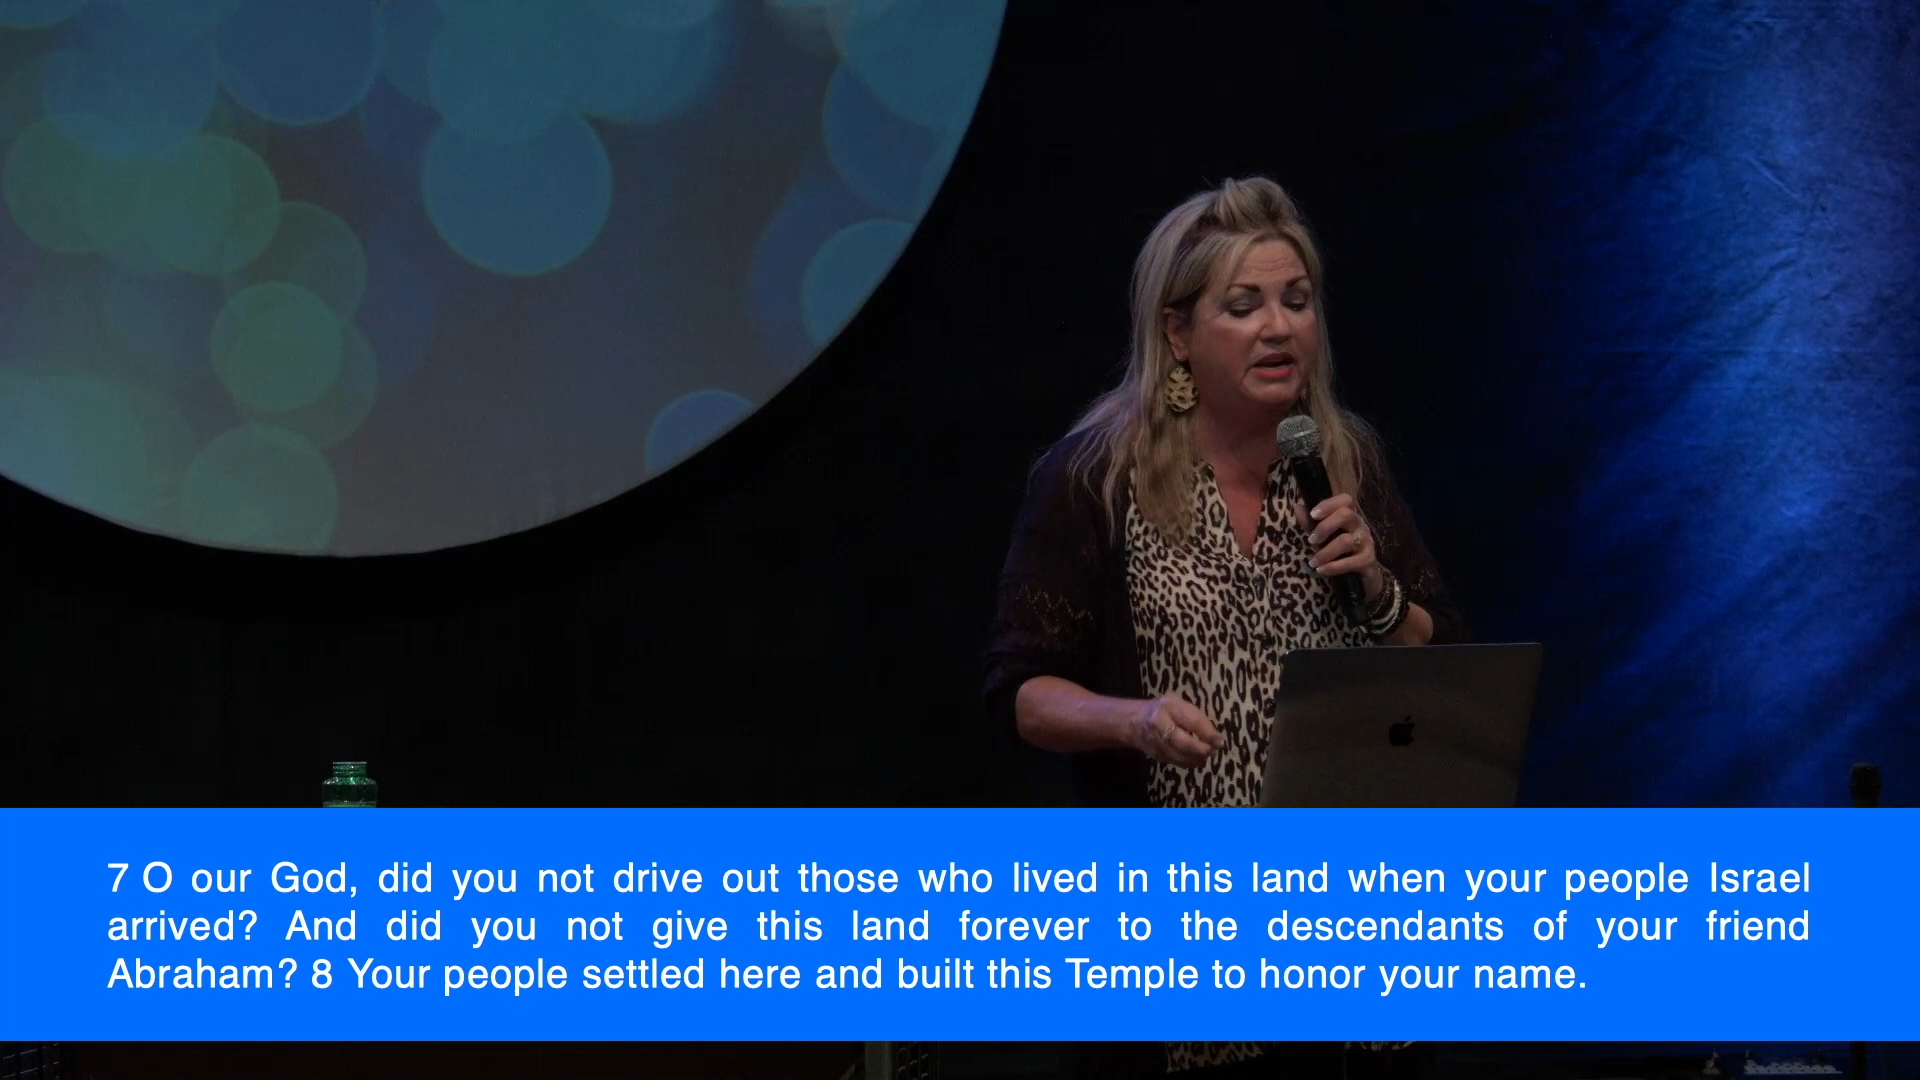 7 O our God, did you not drive out those who lived in this land when your people Israel
arrived? And did you not give this land forever to the descendants of your friend
Abraham? 8 Your people settled here and built this Temple to honor your name.